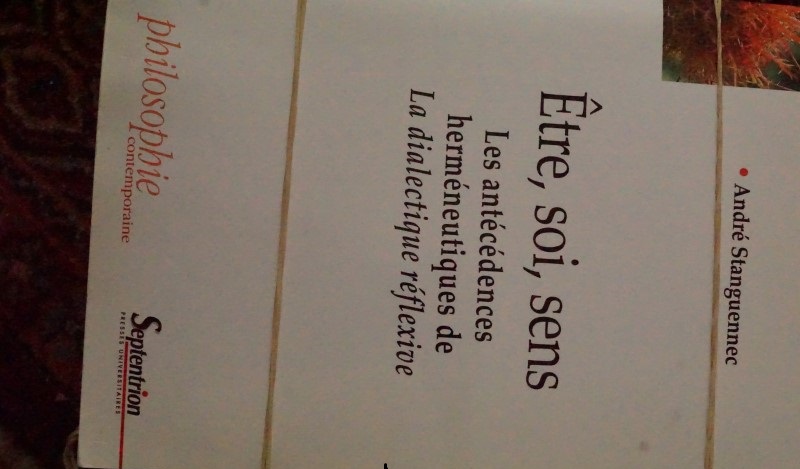 • André Stanguennec
Être, soi, sens
Les antécédences
herméneutiques de
La dialectique réflexive
philosophie
contemporaine
Septentrion
PRESSES UNIVERSITAIRES